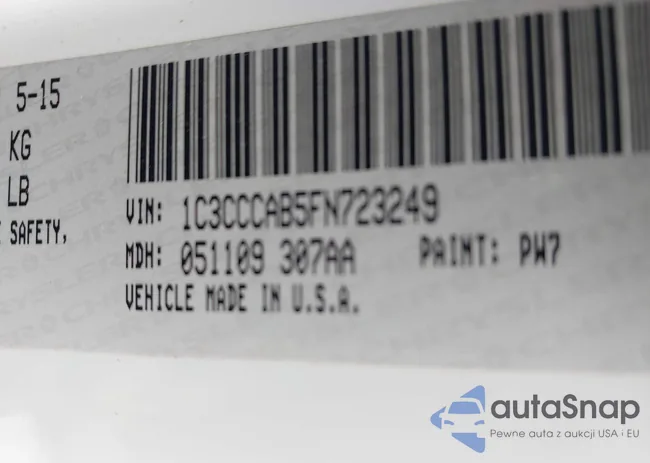 5-15
KG
LB
SAFETY,
VIN: 1C3CCCAB5FN723249
MDH: 051109 307AA PAINT: PW7
VEHICLE MADE IN U.S.A.
autaSnap
Pewne auta z aukcji USA i EU